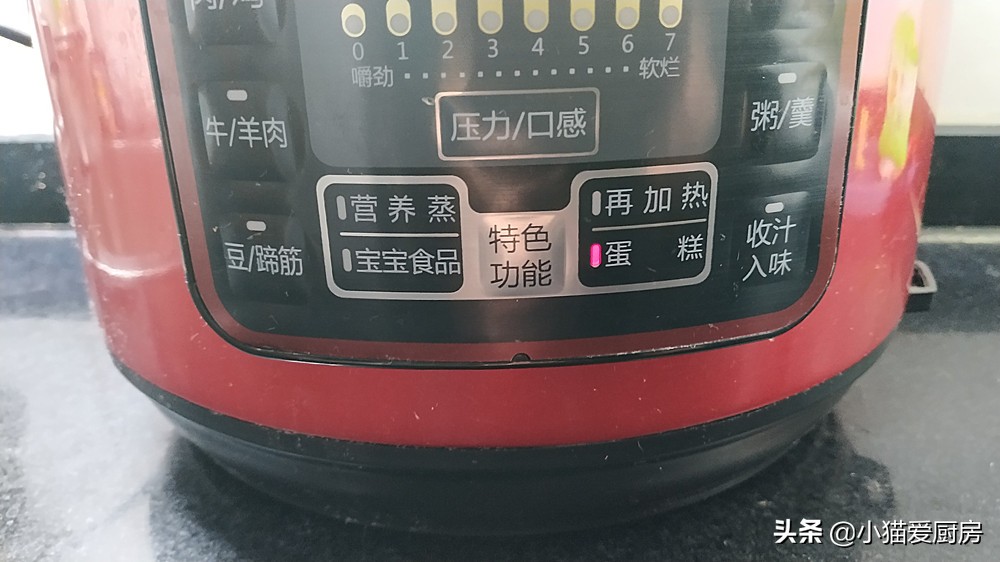 0 1 2 3 4 5 6 7
嚼劲 软烂
牛/羊肉
压力/口感
粥/羹
营养蒸
宝宝食品
特色
功能
再加热
蛋糕
豆/蹄筋
收汁
入味
头条 @小猫爱厨房